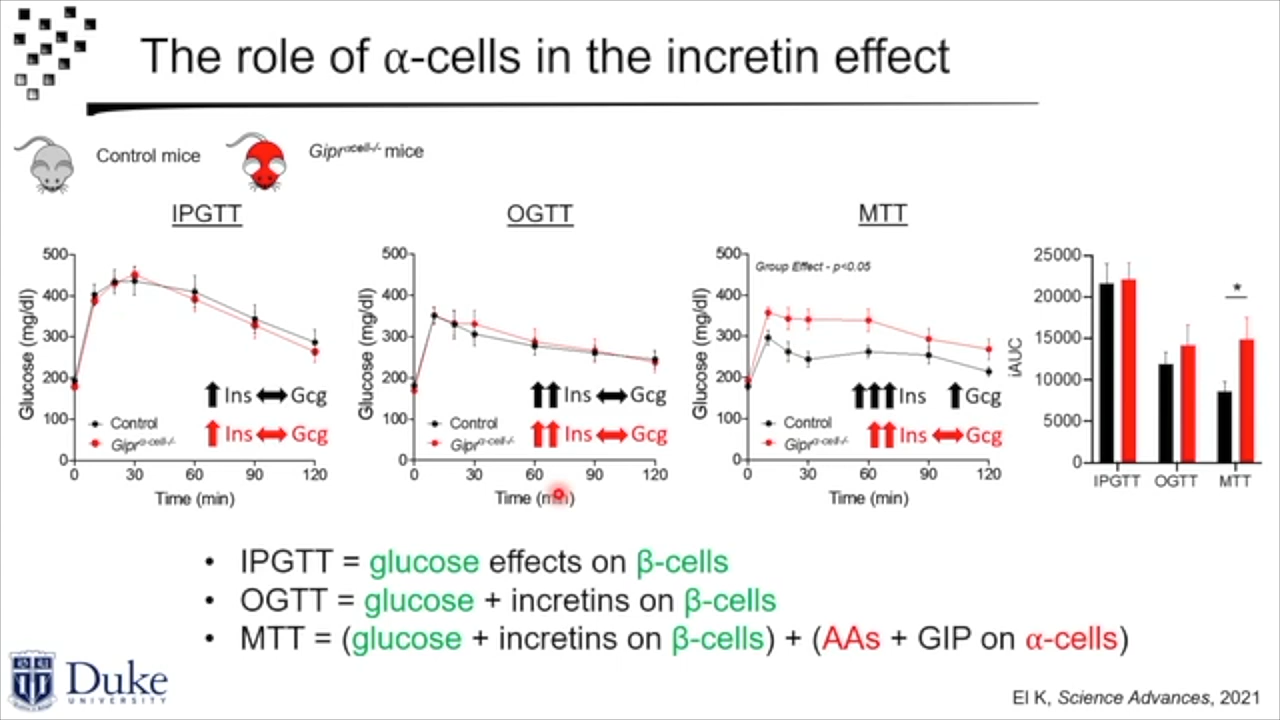 The role of α-cells in the incretin effect
Control mice
Gipr^αcell-/- mice
IPGTT
OGTT
MTT
500
400
300
200
100
0
Glucose (mg/dl)
Control
Gipr^α-cell-/-
↑ Ins ↔ Gcg
↑ Ins ↔ Gcg
0 30 60 90 120
Time (min)
500
400
300
200
100
0
Glucose (mg/dl)
Control
Gipr^α-cell-/-
↑↑ Ins ↔ Gcg
↑↑ Ins ↔ Gcg
0 30 60 90 120
Time (min)
500
400
300
200
100
0
Glucose (mg/dl)
Group Effect - p<0.05
Control
Gipr^α-cell-/-
↑↑↑ Ins ↑ Gcg
↑↑ Ins ↔ Gcg
0 30 60 90 120
Time (min)
25000
20000
15000
10000
5000
0
iAUC
*
IPGTT OGTT MTT
• IPGTT = glucose effects on β-cells
• OGTT = glucose + incretins on β-cells
• MTT = (glucose + incretins on β-cells) + (AAs + GIP on α-cells)
Duke
UNIVERSITY
El K, Science Advances, 2021